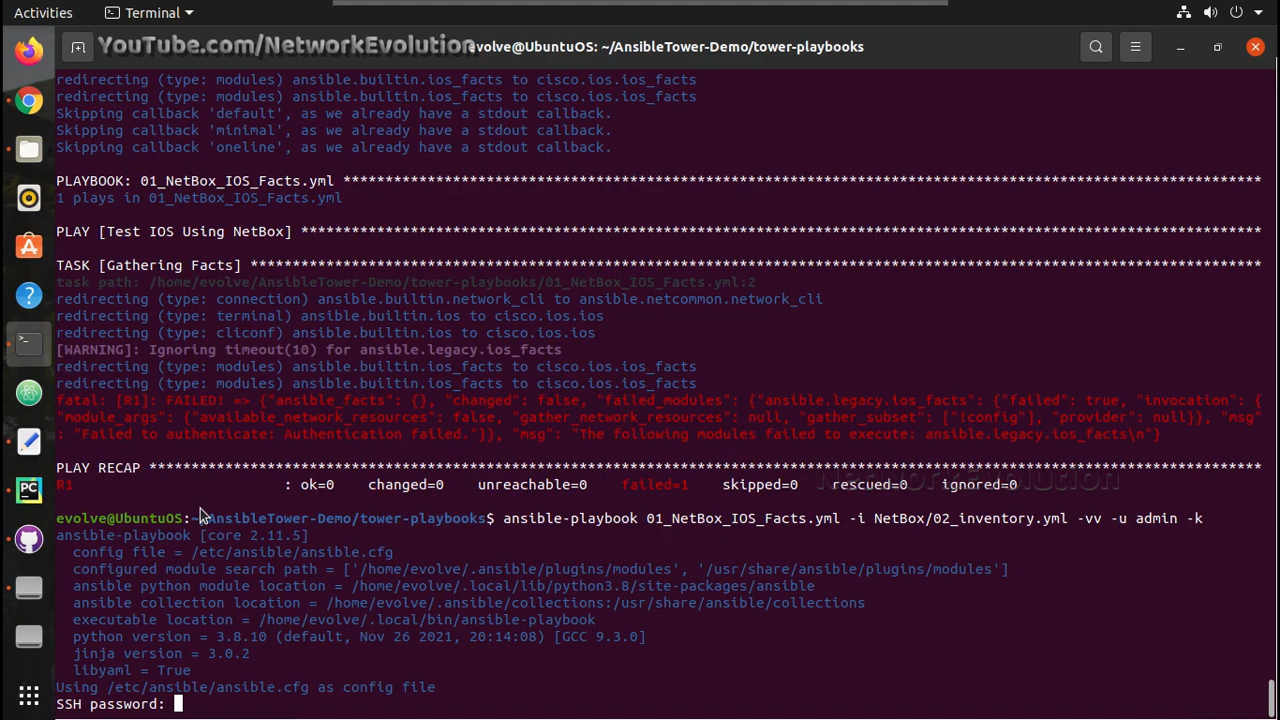 Activities
Terminal
YouTube.com/NetworkEvolution
evolve@UbuntuOS: ~/AnsibleTower-Demo/tower-playbooks
redirecting (type: modules) ansible.builtin.ios_facts to cisco.ios.ios_facts
redirecting (type: modules) ansible.builtin.ios_facts to cisco.ios.ios_facts
Skipping callback 'default', as we already have a stdout callback.
Skipping callback 'minimal', as we already have a stdout callback.
Skipping callback 'oneline', as we already have a stdout callback.
PLAYBOOK: 01_NetBox_IOS_Facts.yml *************************************************************************************************************
1 plays in 01_NetBox_IOS_Facts.yml
PLAY [Test IOS Using NetBox] ******************************************************************************************************************
TASK [Gathering Facts] ************************************************************************************************************************
task path: /home/evolve/AnsibleTower-Demo/tower-playbooks/01_NetBox_IOS_Facts.yml:2
redirecting (type: connection) ansible.builtin.network_cli to ansible.netcommon.network_cli
redirecting (type: terminal) ansible.builtin.ios to cisco.ios.ios
redirecting (type: cliconf) ansible.builtin.ios to cisco.ios.ios
[WARNING]: Ignoring timeout(10) for ansible.legacy.ios_facts
redirecting (type: modules) ansible.builtin.ios_facts to cisco.ios.ios_facts
redirecting (type: modules) ansible.builtin.ios_facts to cisco.ios.ios_facts
fatal: [R1]: FAILED! => {"ansible_facts": {}, "changed": false, "failed_modules": {"ansible.legacy.ios_facts": {"failed": true, "invocation": {
"module_args": {"available_network_resources": false, "gather_network_resources": null, "gather_subset": ["!config"], "provider": null}}, "msg"
: "Failed to authenticate: Authentication failed."}}, "msg": "The following modules failed to execute: ansible.legacy.ios_facts\n"}
PLAY RECAP ************************************************************************************************************************************
R1 : ok=0 changed=0 unreachable=0 failed=1 skipped=0 rescued=0 ignored=0
NetworkEvolution
evolve@UbuntuOS:~/AnsibleTower-Demo/tower-playbooks$ ansible-playbook 01_NetBox_IOS_Facts.yml -i NetBox/02_inventory.yml -vv -u admin -k
ansible-playbook [core 2.11.5]
config file = /etc/ansible/ansible.cfg
configured module search path = ['/home/evolve/.ansible/plugins/modules', '/usr/share/ansible/plugins/modules']
ansible python module location = /home/evolve/.local/lib/python3.8/site-packages/ansible
ansible collection location = /home/evolve/.ansible/collections:/usr/share/ansible/collections
executable location = /home/evolve/.local/bin/ansible-playbook
python version = 3.8.10 (default, Nov 26 2021, 20:14:08) [GCC 9.3.0]
jinja version = 3.0.2
libyaml = True
Using /etc/ansible/ansible.cfg as config file
SSH password:
PC